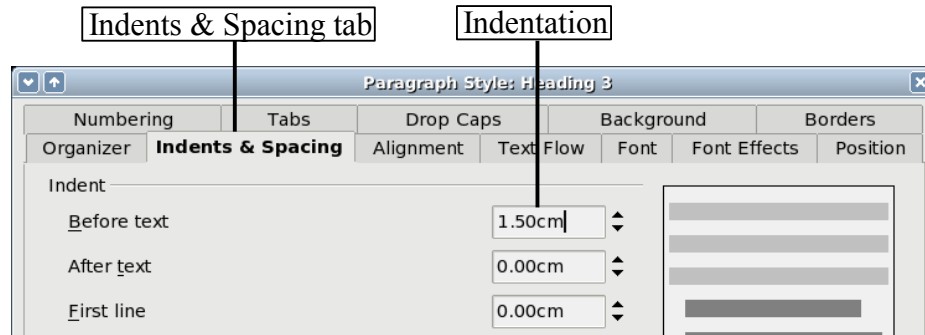 Indents & Spacing tab Indentation
Paragraph Style: Heading 3
Numbering Tabs Drop Caps Background Borders
Organizer Indents & Spacing Alignment Text Flow Font Font Effects Position
Indent
Before text 1.50cm
After text 0.00cm
First line 0.00cm